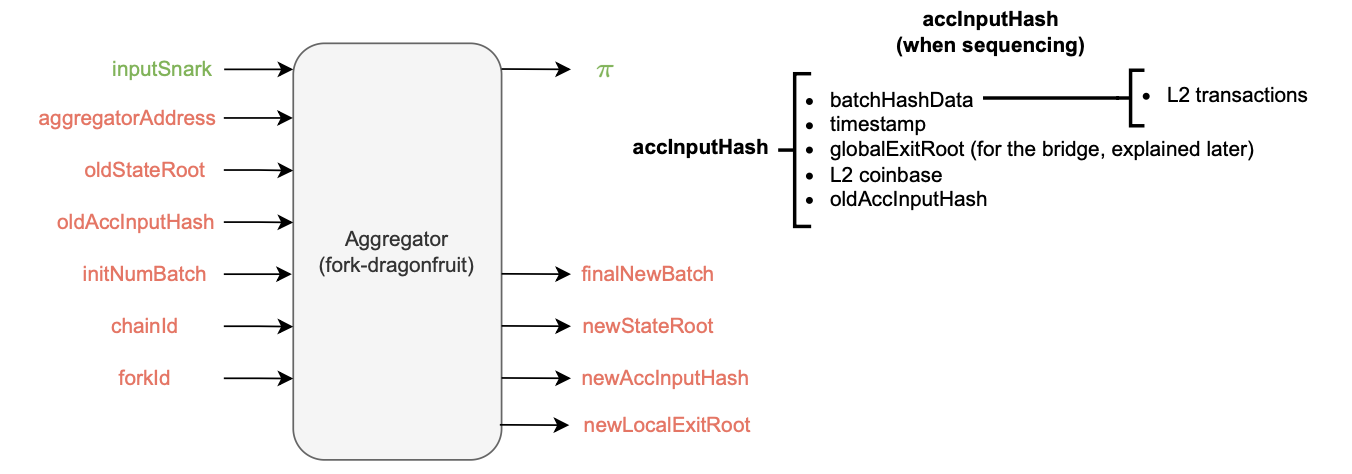 inputSnark
aggregatorAddress
oldStateRoot
oldAccInputHash
initNumBatch
chainId
forkId
Aggregator
(fork-dragonfruit)
π
finalNewBatch
newStateRoot
newAccInputHash
newLocalExitRoot
accInputHash
(when sequencing)
accInputHash
• batchHashData
• timestamp
• globalExitRoot (for the bridge, explained later)
• L2 coinbase
• oldAccInputHash
• L2 transactions